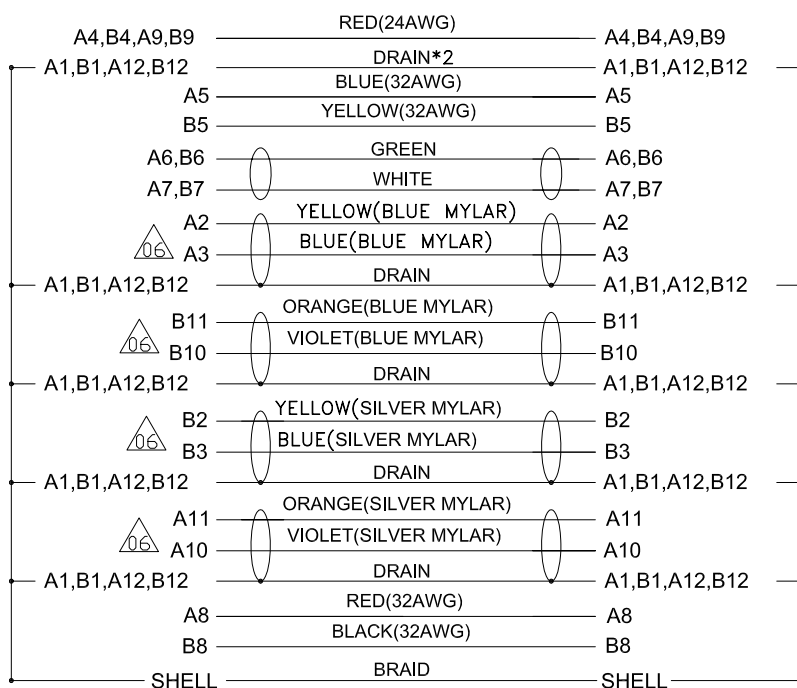 RED(24AWG)
A4,B4,A9,B9 A4,B4,A9,B9
DRAIN*2
A1,B1,A12,B12 A1,B1,A12,B12
BLUE(32AWG)
A5 A5
YELLOW(32AWG)
B5 B5
GREEN
A6,B6 A6,B6
WHITE
A7,B7 A7,B7
YELLOW(BLUE MYLAR)
A2 A2
BLUE(BLUE MYLAR)
06 A3 A3
DRAIN
A1,B1,A12,B12 A1,B1,A12,B12
ORANGE(BLUE MYLAR)
B11 B11
VIOLET(BLUE MYLAR)
06 B10 B10
DRAIN
A1,B1,A12,B12 A1,B1,A12,B12
YELLOW(SILVER MYLAR)
B2 B2
BLUE(SILVER MYLAR)
06 B3 B3
DRAIN
A1,B1,A12,B12 A1,B1,A12,B12
ORANGE(SILVER MYLAR)
A11 A11
VIOLET(SILVER MYLAR)
06 A10 A10
DRAIN
A1,B1,A12,B12 A1,B1,A12,B12
RED(32AWG)
A8 A8
BLACK(32AWG)
B8 B8
BRAID
SHELL SHELL